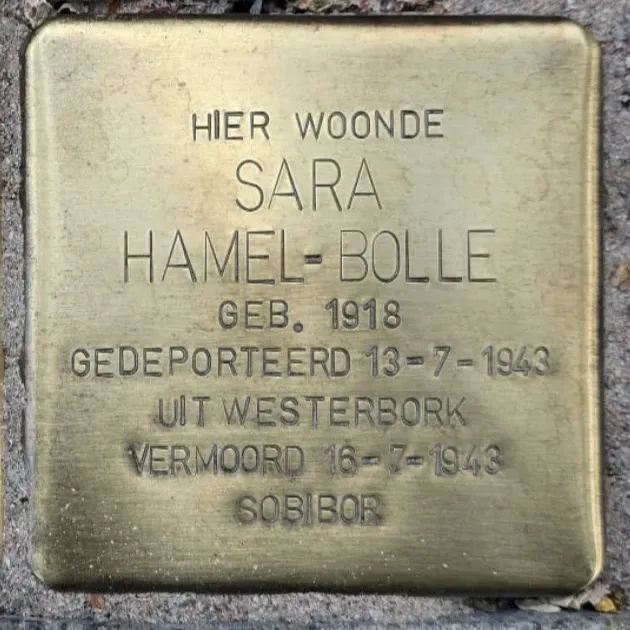 HIER WOONDE
SARA
HAMEL-BOLLE
GEB. 1918
GEDEPORTEERD 13-7-1943
UIT WESTERBORK
VERMOORD 16-7-1943
SOBIBOR